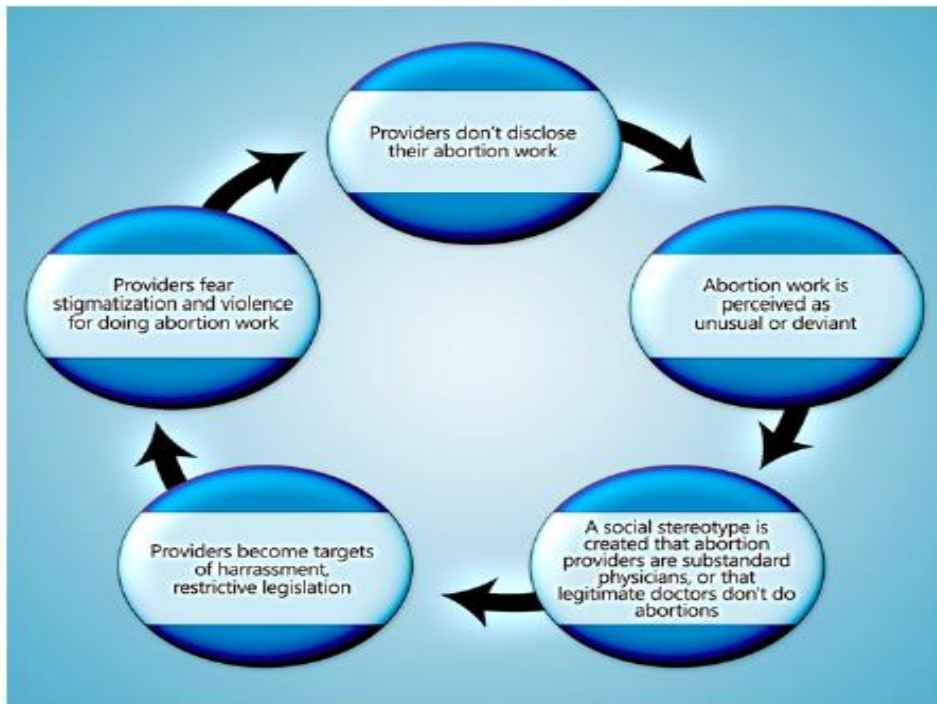 Providers don't disclose
their abortion work
Abortion work is
perceived as
unusual or deviant
A social stereotype is
created that abortion
providers are substandard
physicians, or that
legitimate doctors don't do
abortions
Providers become targets
of harrassment,
restrictive legislation
Providers fear
stigmatization and violence
for doing abortion work